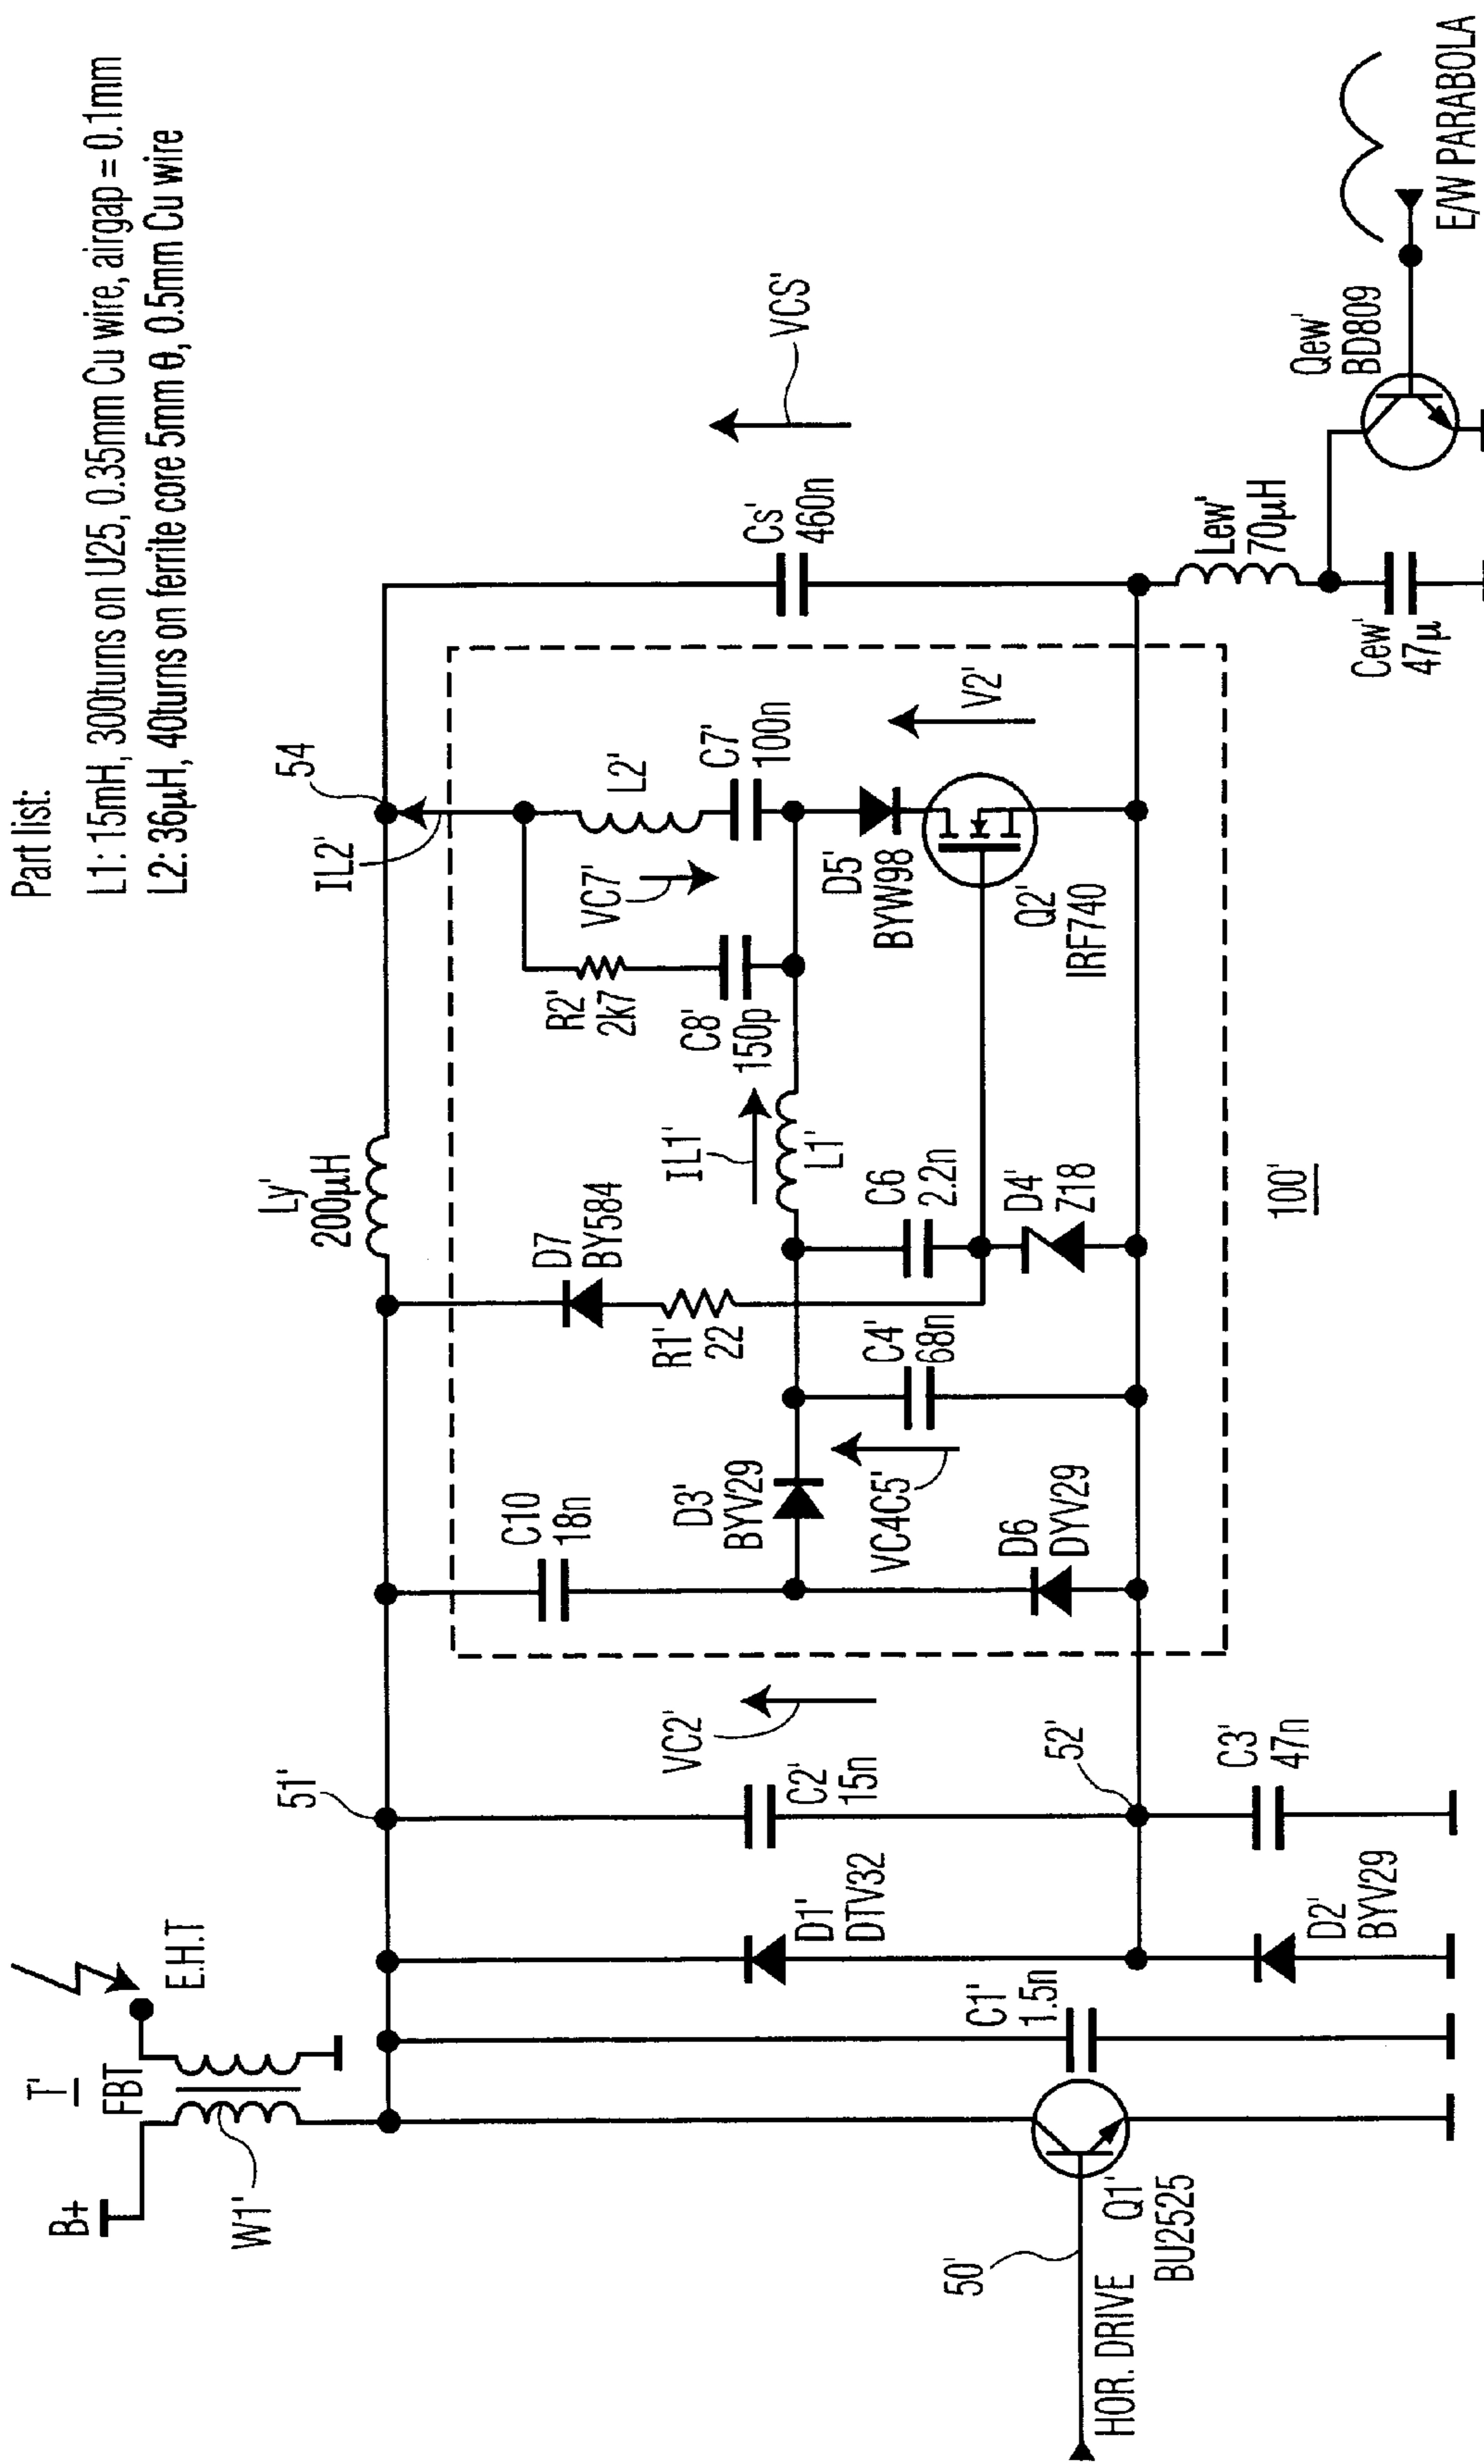 Part list:
L1: 15mH, 300turns on U25, 0.35mm Cu wire, airgap = 0.1mm
L2: 36µH, 40turns on ferrite core 5mm θ, 0.5mm Cu wire
T'
FBT
E.H.T
B+
W1'
51'
Ly'
200µH
54
IL2'
C10
18n
D7
BY584
R1'
22
R2'
2k7
C8'
150p
VC7'
L2'
C7'
100n
Cs'
460n
VCS'
VC2'
C2'
15n
D3'
BYV29
VC4C5'
C4'
68n
IL1'
L1'
C6
2.2n
D4'
Z18
D5'
BYW98
Q2'
IRF740
V2'
D1'
DTV32
D6
DYV29
52'
C3'
47n
C1'
1.5n
D2'
BYV29
50'
HOR. DRIVE
Q1'
BU2525
100'
Lew'
70µH
Cew'
47µ
Qew'
BD809
E/W PARABOLA